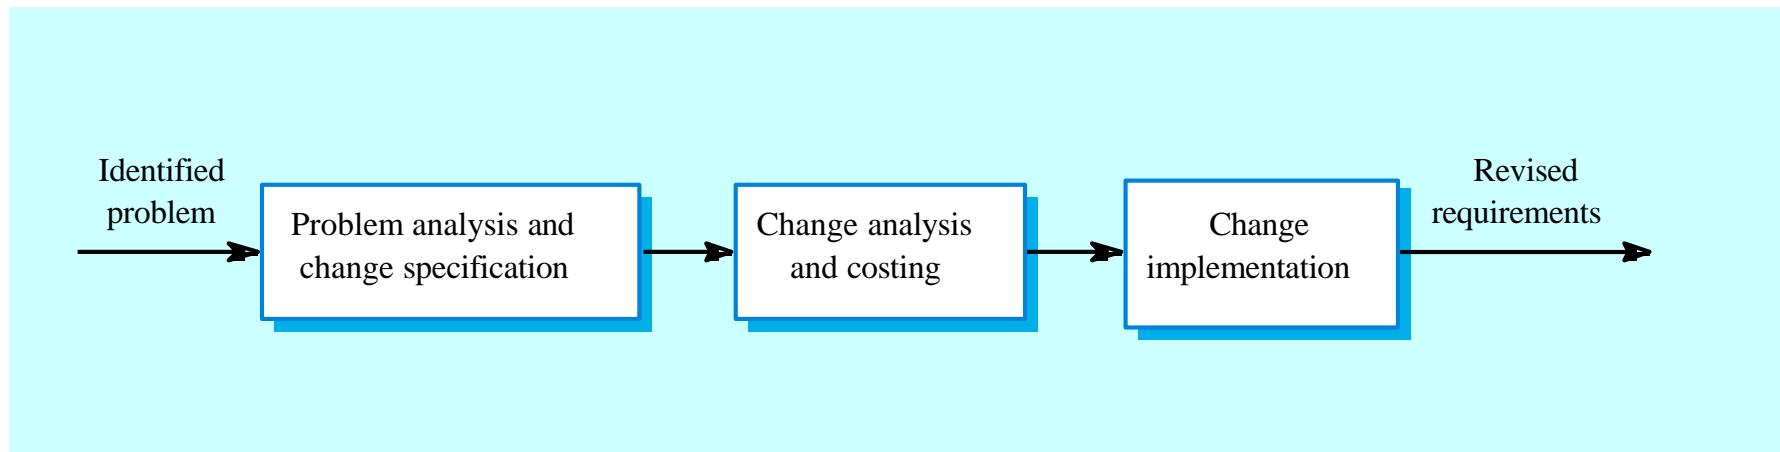 Identified
problem
Problem analysis and
change specification
Change analysis
and costing
Change
implementation
Revised
requirements